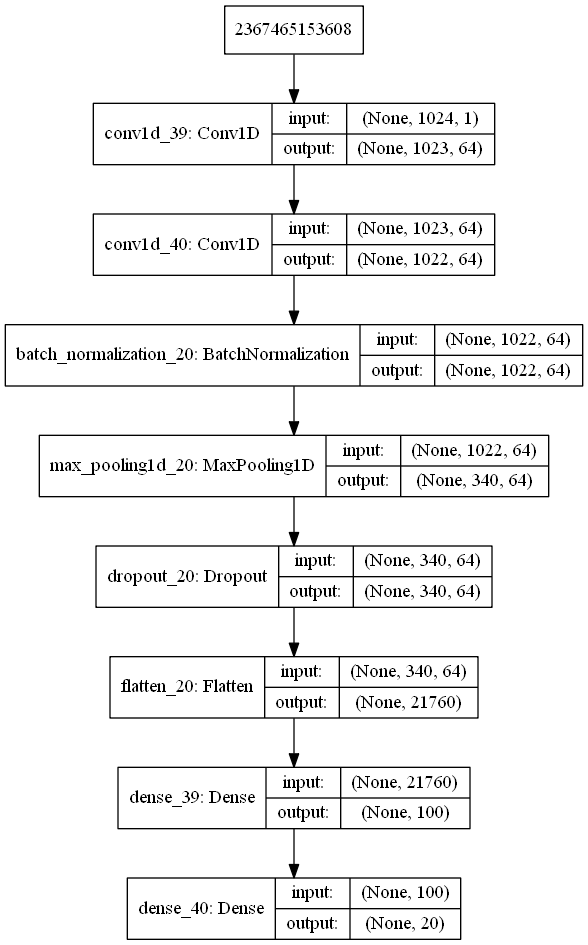 2367465153608
conv1d_39: Conv1D
input: (None, 1024, 1)
output: (None, 1023, 64)
conv1d_40: Conv1D
input: (None, 1023, 64)
output: (None, 1022, 64)
batch_normalization_20: BatchNormalization
input: (None, 1022, 64)
output: (None, 1022, 64)
max_pooling1d_20: MaxPooling1D
input: (None, 1022, 64)
output: (None, 340, 64)
dropout_20: Dropout
input: (None, 340, 64)
output: (None, 340, 64)
flatten_20: Flatten
input: (None, 340, 64)
output: (None, 21760)
dense_39: Dense
input: (None, 21760)
output: (None, 100)
dense_40: Dense
input: (None, 100)
output: (None, 20)